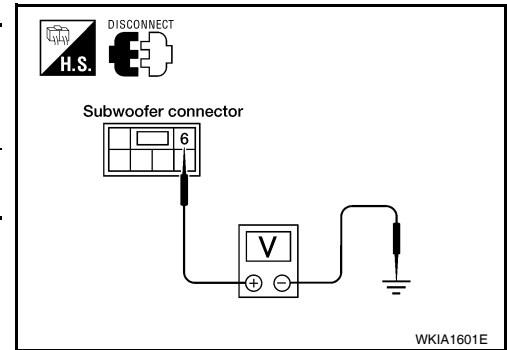 DISCONNECT
H.S.
Subwoofer connector
6
V
+ −
WKIA1601E